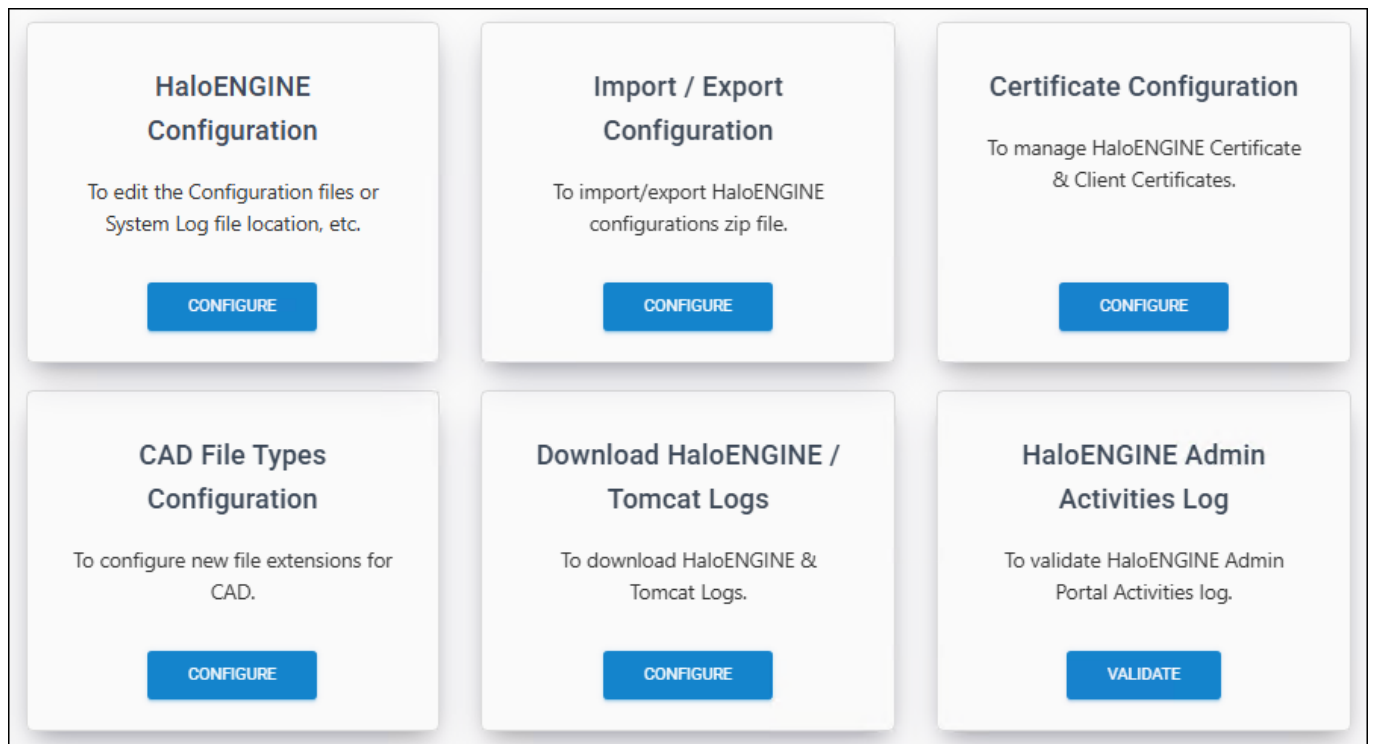 HaloENGINE
Configuration
To edit the Configuration files or
System Log file location, etc.
CONFIGURE
Import / Export
Configuration
To import/export HaloENGINE
configurations zip file.
CONFIGURE
Certificate Configuration
To manage HaloENGINE Certificate
& Client Certificates.
CONFIGURE
CAD File Types
Configuration
To configure new file extensions for
CAD.
CONFIGURE
Download HaloENGINE /
Tomcat Logs
To download HaloENGINE &
Tomcat Logs.
CONFIGURE
HaloENGINE Admin
Activities Log
To validate HaloENGINE Admin
Portal Activities log.
VALIDATE